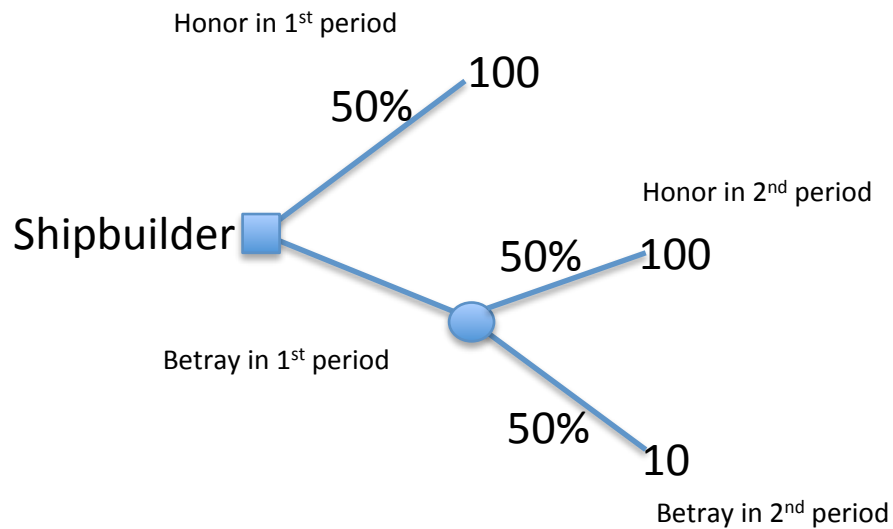 Honor in 1st period
100
50%
Honor in 2nd period
Shipbuilder
50%
100
Betray in 1st period
50%
10
Betray in 2nd period